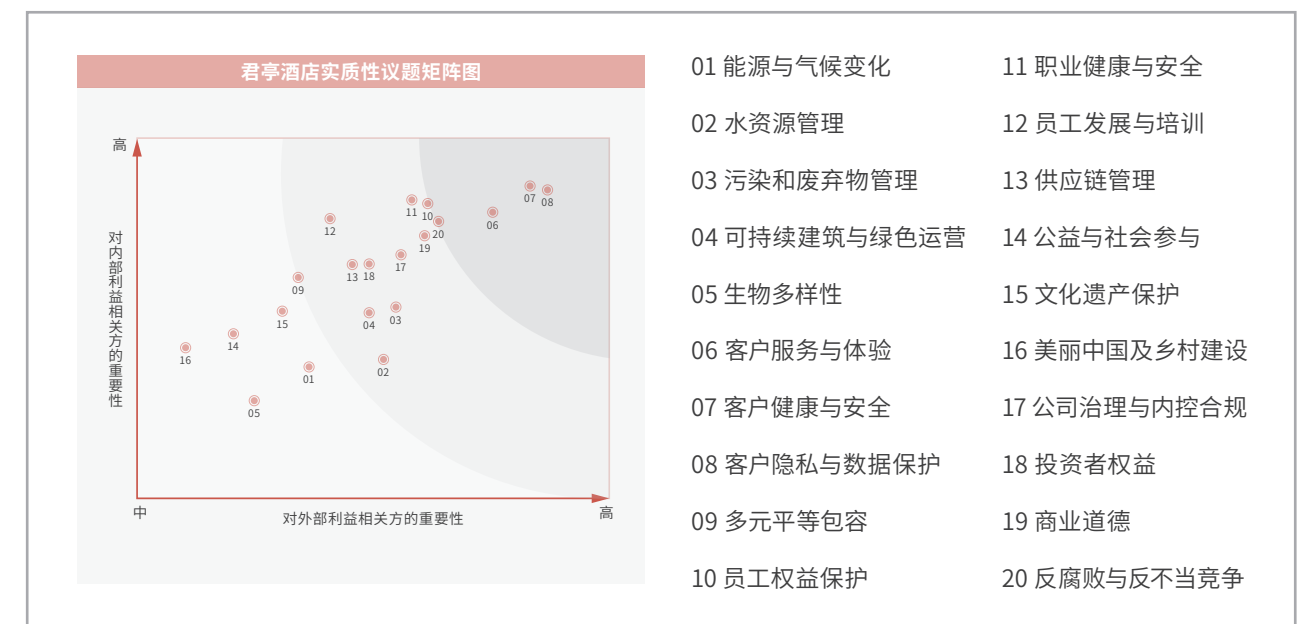 君亭酒店实质性议题矩阵图
高
对内部利益相关方的重要性
07
08
11
10
06
12
20
19
17
13
18
09
15
04
03
14
16
02
01
05
中
对外部利益相关方的重要性
高
01 能源与气候变化
02 水资源管理
03 污染和废弃物管理
04 可持续建筑与绿色运营
05 生物多样性
06 客户服务与体验
07 客户健康与安全
08 客户隐私与数据保护
09 多元平等包容
10 员工权益保护
11 职业健康与安全
12 员工发展与培训
13 供应链管理
14 公益与社会参与
15 文化遗产保护
16 美丽中国及乡村建设
17 公司治理与内控合规
18 投资者权益
19 商业道德
20 反腐败与反不当竞争